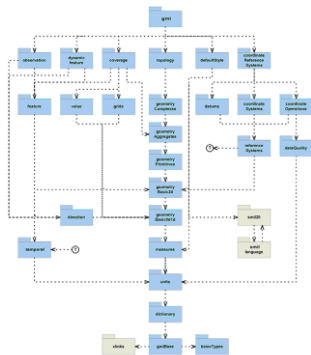 gml
observation
dynamic
feature
coverage
topology
defaultStyle
coordinate
Reference
Systems
feature
value
grids
geometry
Complexes
datums
coordinate
Systems
coordinate
Operations
geometry
Aggregates
geometry
Primitives
reference
Systems
dataQuality
geometry
Basic2d
direction
geometry
Basic0d1d
smil20
temporal
measures
smil
language
units
dictionary
xlinks
gmlBase
basicTypes